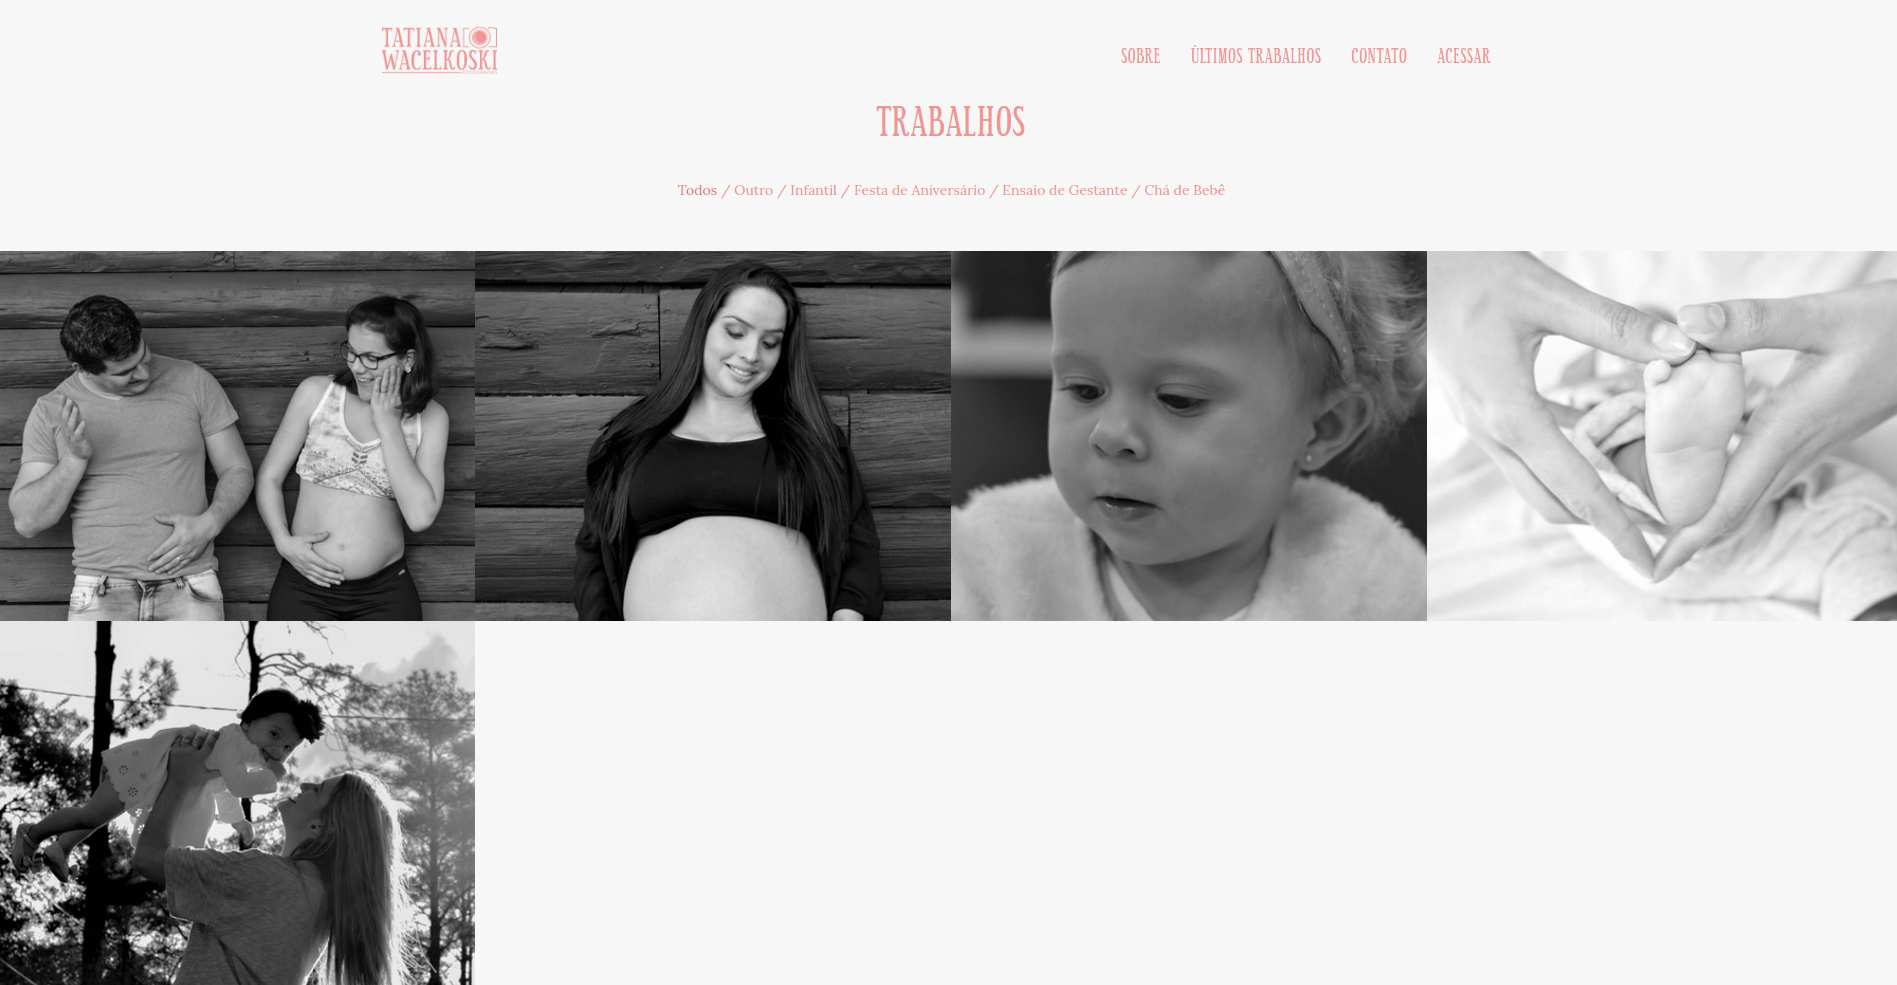 TATIANA
WACELKOSKI
SOBRE ÚLTIMOS TRABALHOS CONTATO ACESSAR
TRABALHOS
Todos / Outro / Infantil / Festa de Aniversário / Ensaio de Gestante / Chá de Bebê